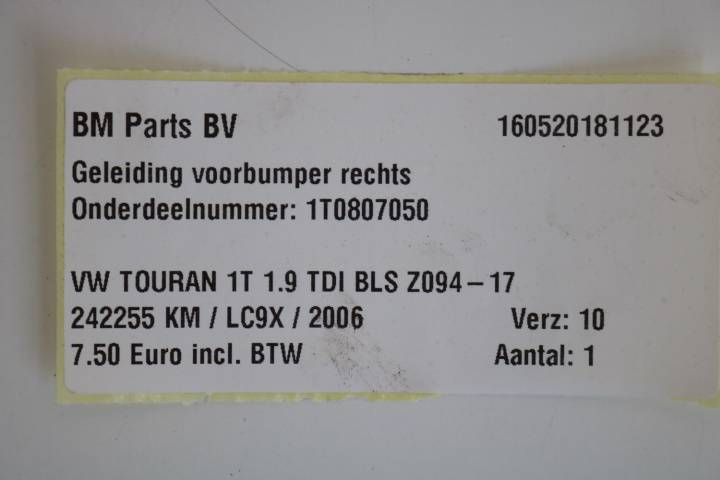 BM Parts BV 160520181123
Geleiding voorbumper rechts
Onderdeelnummer: 1T0807050
VW TOURAN 1T 1.9 TDI BLS Z094-17
242255 KM / LC9X / 2006 Verz: 10
7.50 Euro incl. BTW Aantal: 1